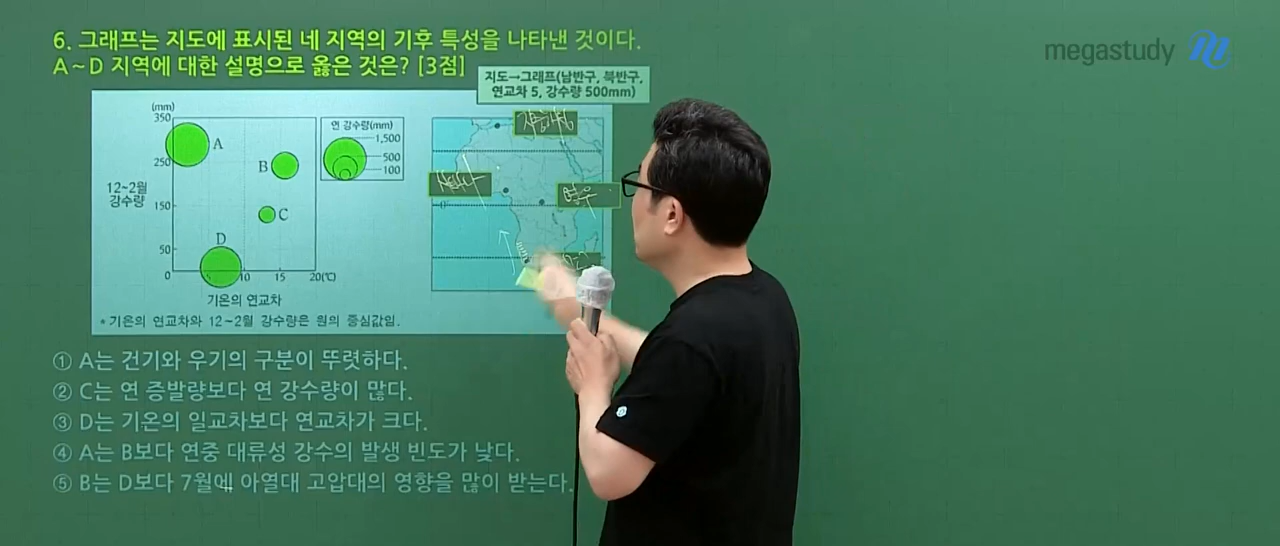 6. 그래프는 지도에 표시된 네 지역의 기후 특성을 나타낸 것이다.
A~D 지역에 대한 설명으로 옳은 것은? [3점]
megastudy
지도→그래프(남반구, 북반구,
연교차 5, 강수량 500mm)
(mm)
350
250
150
50
0
12~2월
강수량
A
B
C
D
10
15
20(℃)
기온의 연교차
연 강수량(mm)
1,500
500
100
* 기온의 연교차와 12~2월 강수량은 원의 중심값임.
① A는 건기와 우기의 구분이 뚜렷하다.
② C는 연 증발량보다 연 강수량이 많다.
③ D는 기온의 일교차보다 연교차가 크다.
④ A는 B보다 연중 대류성 강수의 발생 빈도가 낮다.
⑤ B는 D보다 7월에 아열대 고압대의 영향을 많이 받는다.